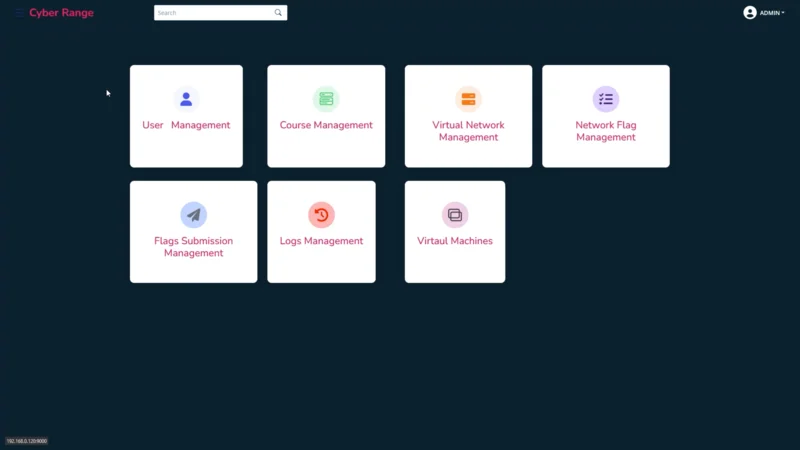 Cyber Range
Search
ADMIN
User Management
Course Management
Virtual Network
Management
Network Flag
Management
Flags Submission
Management
Logs Management
Virtaul Machines
192.168.0.120:8000